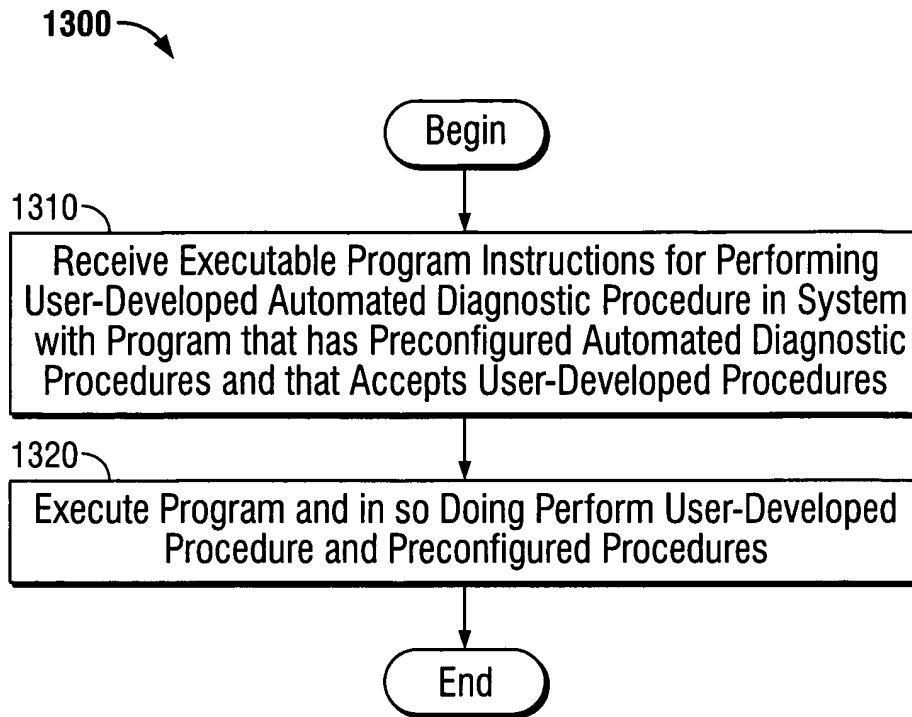 1300
Begin
1310
Receive Executable Program Instructions for Performing
User-Developed Automated Diagnostic Procedure in System
with Program that has Preconfigured Automated Diagnostic
Procedures and that Accepts User-Developed Procedures
1320
Execute Program and in so Doing Perform User-Developed
Procedure and Preconfigured Procedures
End